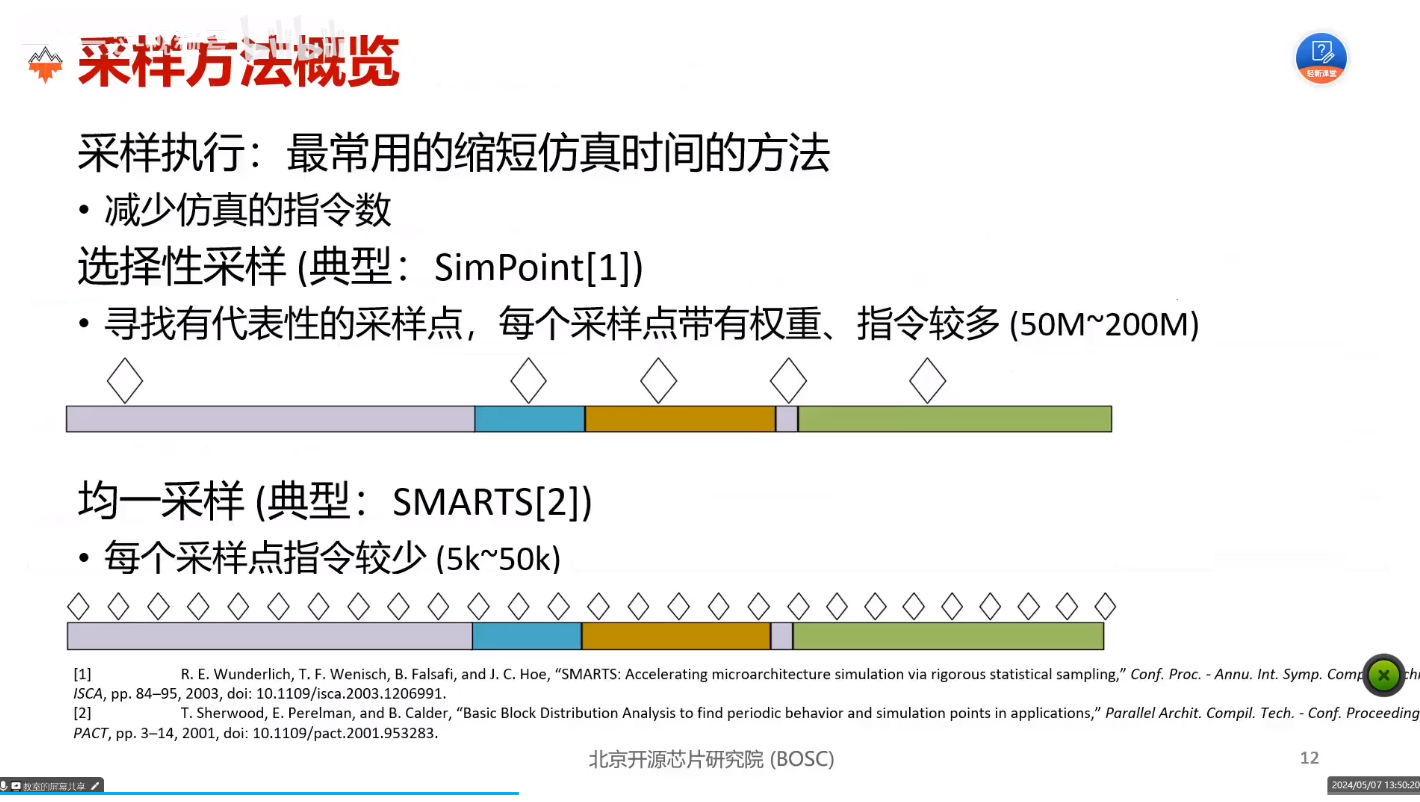 采样方法概览
轻新课堂
采样执行：最常用的缩短仿真时间的方法
• 减少仿真的指令数
选择性采样 (典型：SimPoint[1])
• 寻找有代表性的采样点，每个采样点带有权重、指令较多 (50M~200M)
均一采样 (典型：SMARTS[2])
• 每个采样点指令较少 (5k~50k)
[1] R. E. Wunderlich, T. F. Wenisch, B. Falsafi, and J. C. Hoe, “SMARTS: Accelerating microarchitecture simulation via rigorous statistical sampling,” Conf. Proc. - Annu. Int. Symp.
ISCA, pp. 84–95, 2003, doi: 10.1109/isca.2003.1206991.
[2] T. Sherwood, E. Perelman, and B. Calder, “Basic Block Distribution Analysis to find periodic behavior and simulation points in applications,” Parallel Archit. Compil. Tech. - Conf. Proceeding
PACT, pp. 3–14, 2001, doi: 10.1109/pact.2001.953283.
北京开源芯片研究院 (BOSC)
12
教室的屏幕共享
2024/05/07 13:50:20